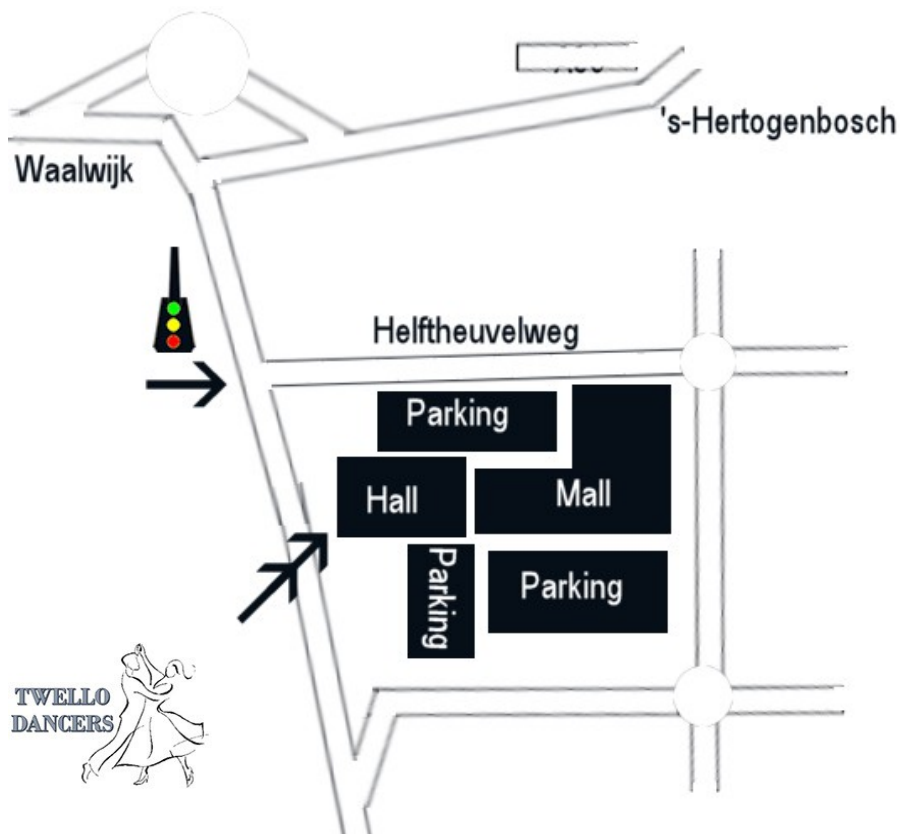 's-Hertogenbosch
Waalwijk
Helftheuvelweg
Parking
Hall
Mall
Parking
Parking
TWELLO
DANCERS